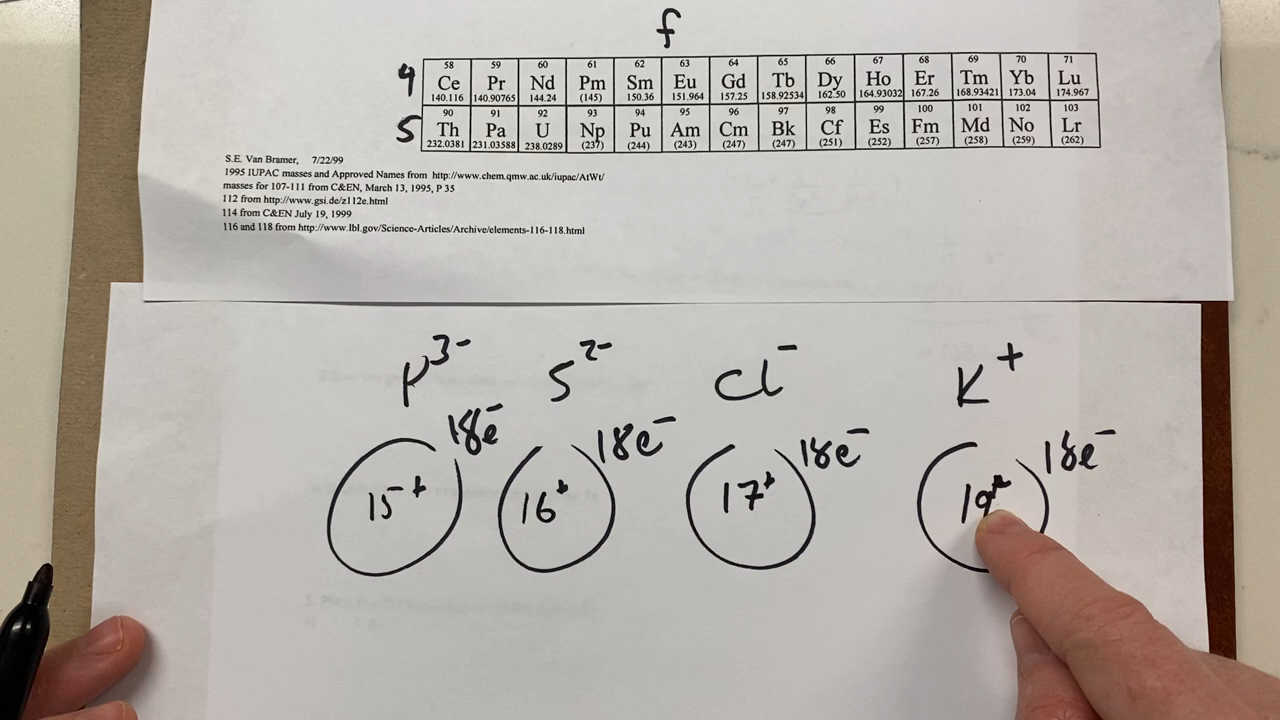 f
4
58 59 60 61 62 63 64 65 66 67 68 69 70 71
Ce Pr Nd Pm Sm Eu Gd Tb Dy Ho Er Tm Yb Lu
140.116 140.90765 144.24 (145) 150.36 151.964 157.25 158.92534 162.50 164.93032 167.26 168.93421 173.04 174.967
5
90 91 92 93 94 95 96 97 98 99 100 101 102 103
Th Pa U Np Pu Am Cm Bk Cf Es Fm Md No Lr
232.0381 231.03588 238.0289 (237) (244) (243) (247) (247) (251) (252) (257) (258) (259) (262)
S.E. Van Bramer, 7/22/99
1995 IUPAC masses and Approved Names from http://www.chem.qmw.ac.uk/iupac/AtWt/
masses for 107-111 from C&EN, March 13, 1995, P 35
112 from http://www.gsi.de/z112e.html
114 from C&EN July 19, 1999
116 and 118 from http://www.lbl.gov/Science-Articles/Archive/elements-116-118.html
P³⁻ S²⁻ Cl⁻ K⁺
18e⁻ 18e⁻ 18e⁻ 18e⁻
15⁺ 16⁺ 17⁺ 19⁺